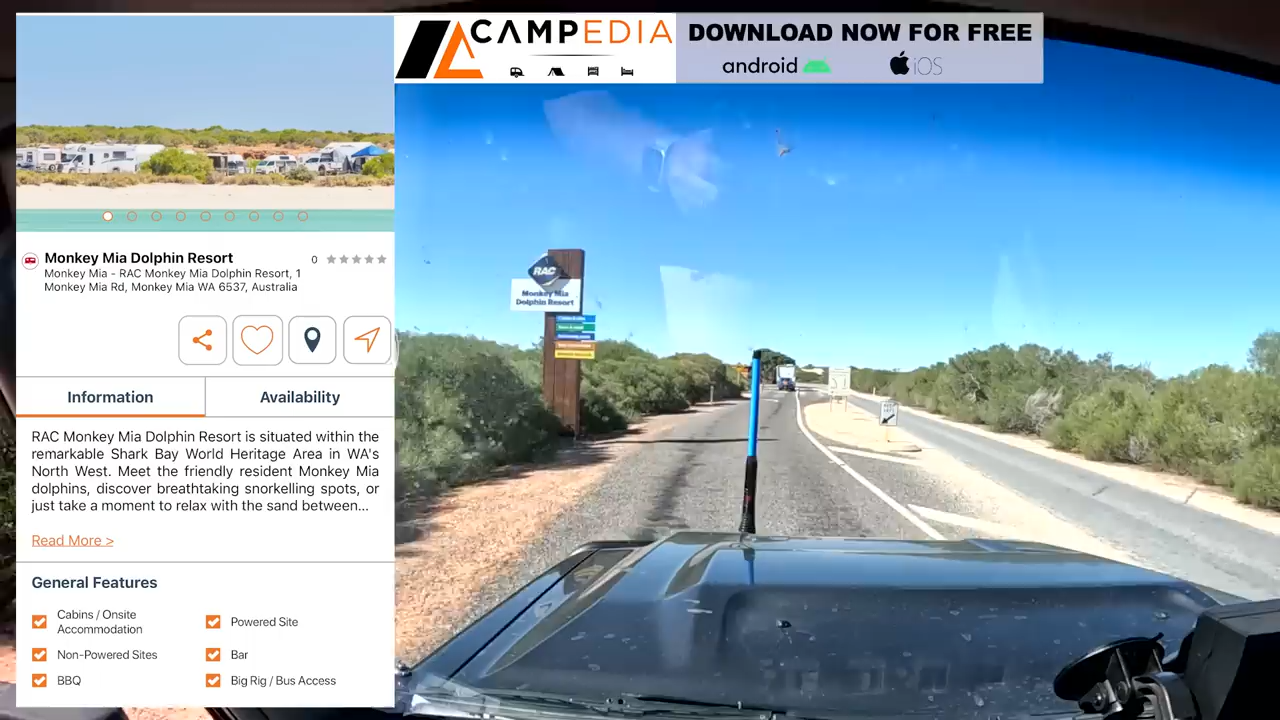 CAMPEDIA
DOWNLOAD NOW FOR FREE
android
iOS
Monkey Mia Dolphin Resort
0
Monkey Mia - RAC Monkey Mia Dolphin Resort, 1
Monkey Mia Rd, Monkey Mia WA 6537, Australia
Information
Availability
RAC Monkey Mia Dolphin Resort is situated within the
remarkable Shark Bay World Heritage Area in WA's
North West. Meet the friendly resident Monkey Mia
dolphins, discover breathtaking snorkelling spots, or
just take a moment to relax with the sand between...
Read More >
General Features
Cabins / Onsite
Accommodation
Powered Site
Non-Powered Sites
Bar
BBQ
Big Rig / Bus Access
RAC
Monkey Mia
Dolphin Resort